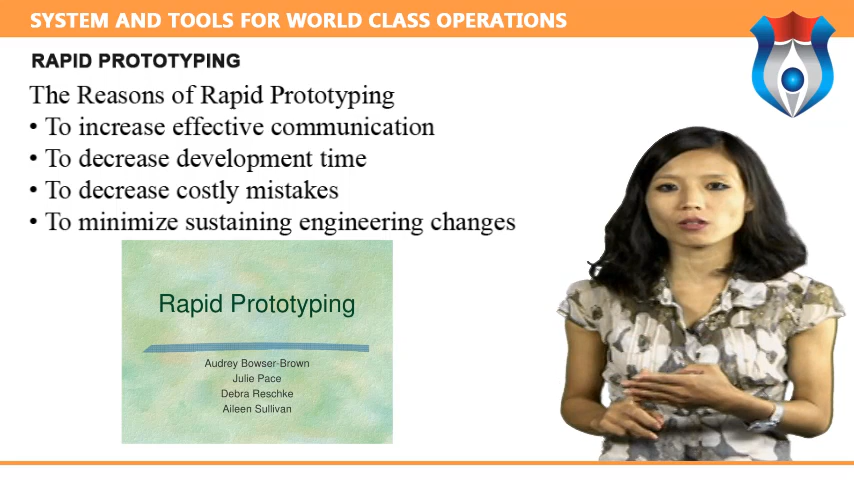 SYSTEM AND TOOLS FOR WORLD CLASS OPERATIONS
RAPID PROTOTYPING
The Reasons of Rapid Prototyping
• To increase effective communication
• To decrease development time
• To decrease costly mistakes
• To minimize sustaining engineering changes
Rapid Prototyping
Audrey Bowser-Brown
Julie Pace
Debra Reschke
Aileen Sullivan